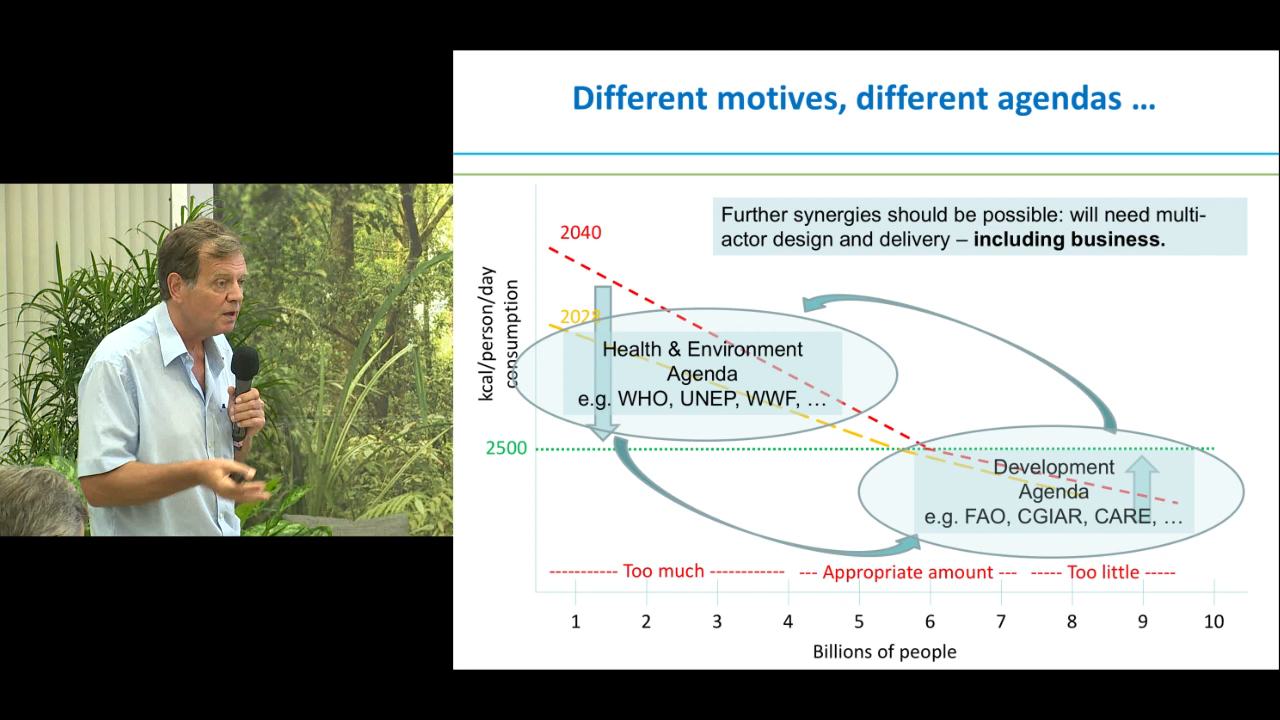 Different motives, different agendas ...
Further synergies should be possible: will need multi-
actor design and delivery – including business.
2040
2028
kcal/person/day
consumption
Health & Environment
Agenda
e.g. WHO, UNEP, WWF, ...
2500
Development
Agenda
e.g. FAO, CGIAR, CARE, ...
----------- Too much ------------ --- Appropriate amount --- ----- Too little -----
1 2 3 4 5 6 7 8 9 10
Billions of people